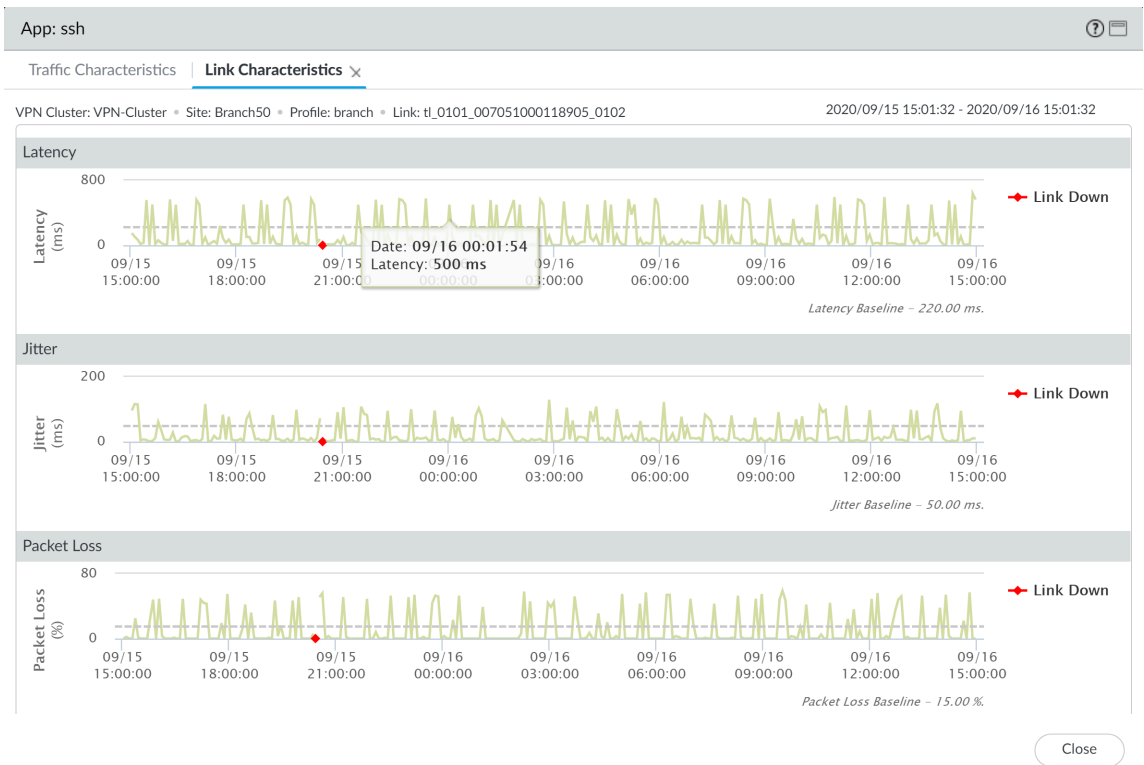 App: ssh
Traffic Characteristics
Link Characteristics
VPN Cluster: VPN-Cluster • Site: Branch50 • Profile: branch • Link: tl_0101_007051000118905_0102
2020/09/15 15:01:32 - 2020/09/16 15:01:32
Latency
800
Latency
(ms)
0
Link Down
Date: 09/16 00:01:54
Latency: 500 ms
09/15 09/15 09/15 09/16 09/16 09/16 09/16 09/16
15:00:00 18:00:00 21:00:00 00:00:00 03:00:00 06:00:00 09:00:00 12:00:00 15:00:00
Latency Baseline – 220.00 ms.
Jitter
200
Jitter
(ms)
0
Link Down
09/15 09/15 09/15 09/16 09/16 09/16 09/16 09/16 09/16
15:00:00 18:00:00 21:00:00 00:00:00 03:00:00 06:00:00 09:00:00 12:00:00 15:00:00
Jitter Baseline – 50.00 ms.
Packet Loss
80
Packet Loss
(%)
0
Link Down
09/15 09/15 09/15 09/16 09/16 09/16 09/16 09/16 09/16
15:00:00 18:00:00 21:00:00 00:00:00 03:00:00 06:00:00 09:00:00 12:00:00 15:00:00
Packet Loss Baseline – 15.00 %.
Close